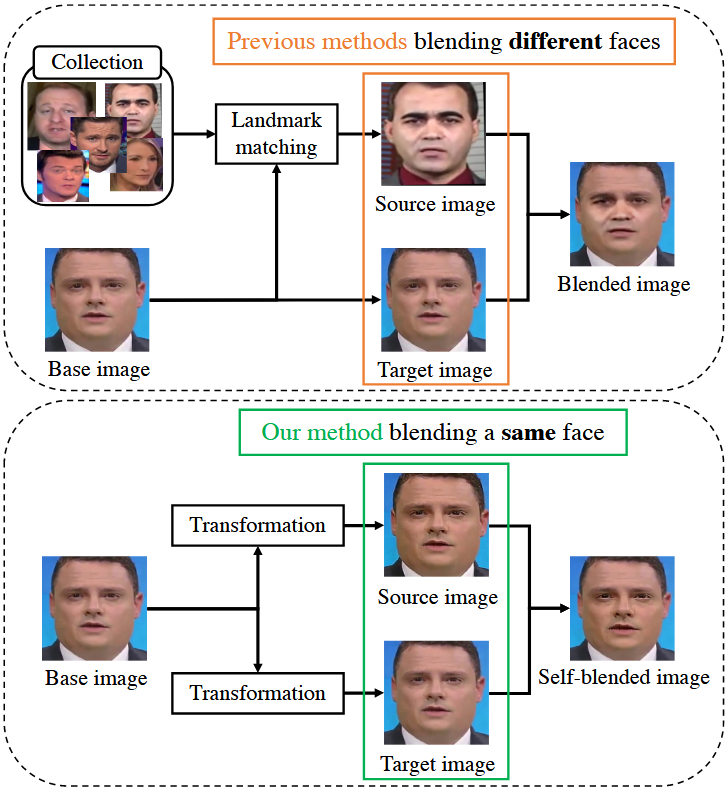 Previous methods blending different faces
Collection
Landmark
matching
Source image
Blended image
Base image
Target image
Our method blending a same face
Transformation
Source image
Base image
Self-blended image
Transformation
Target image